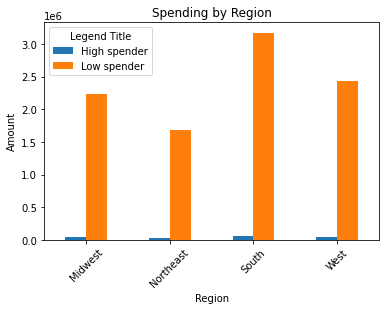 Spending by Region
1e6
Legend Title
High spender
Low spender
3.0
2.5
2.0
1.5
1.0
0.5
0.0
Amount
Midwest
Northeast
South
West
Region